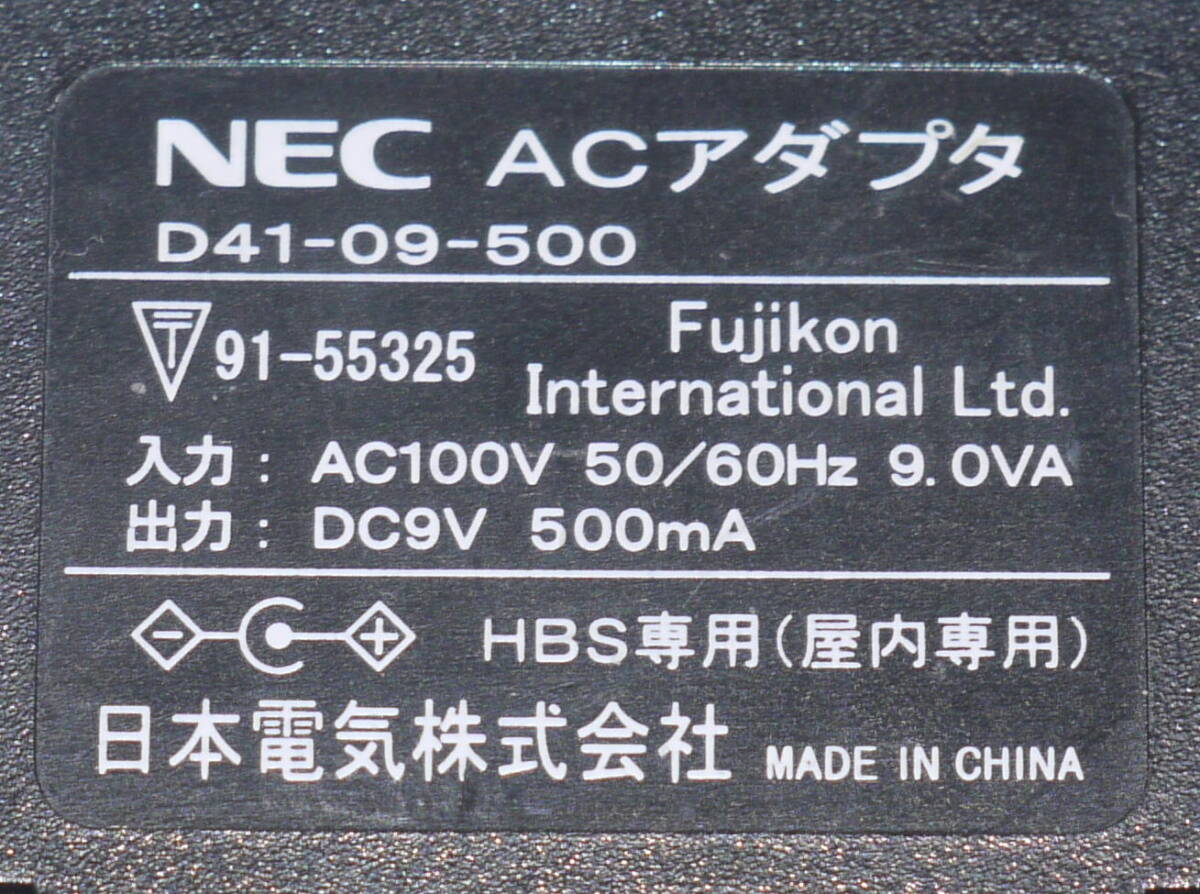 NEC ACアダプタ
D41-09-500
91-55325
Fujikon
International Ltd.
入力: AC100V 50/60Hz 9.0VA
出力: DC9V 500mA
HBS専用(屋内専用)
日本電気株式会社 MADE IN CHINA